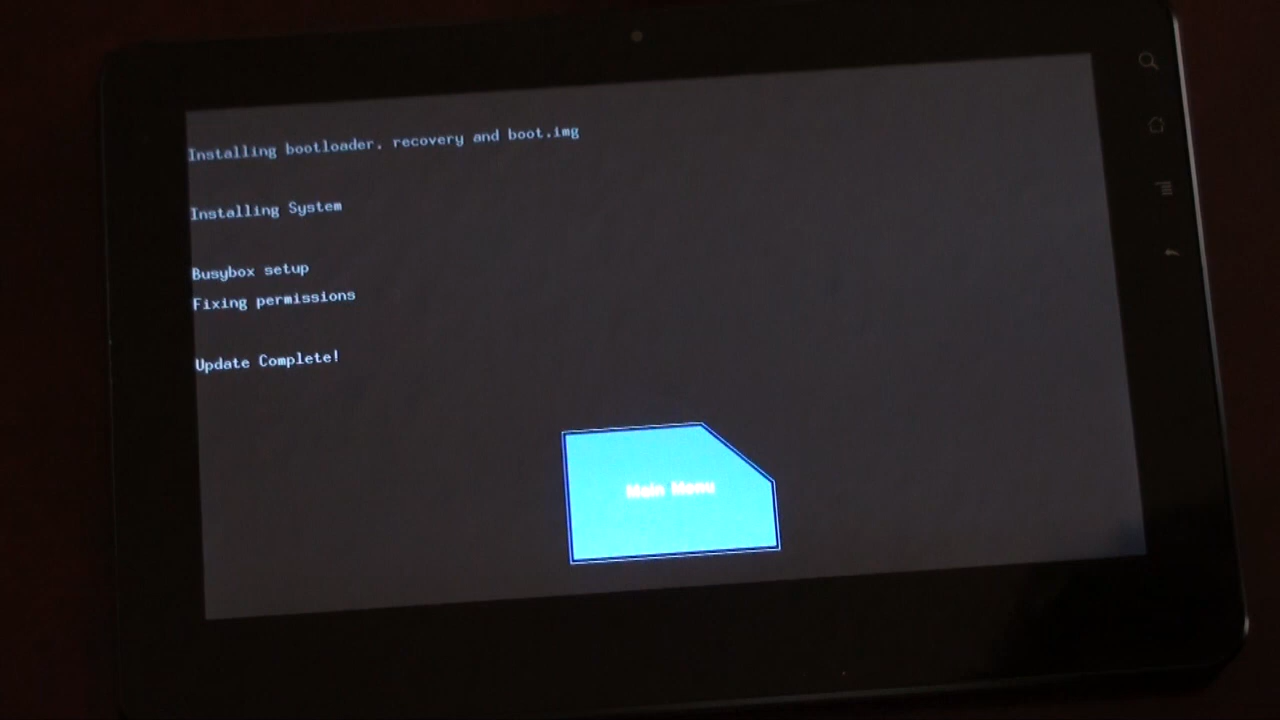 Installing bootloader. recovery and boot.img
Installing System
Busybox setup
Fixing permissions
Update Complete!
Main Menu